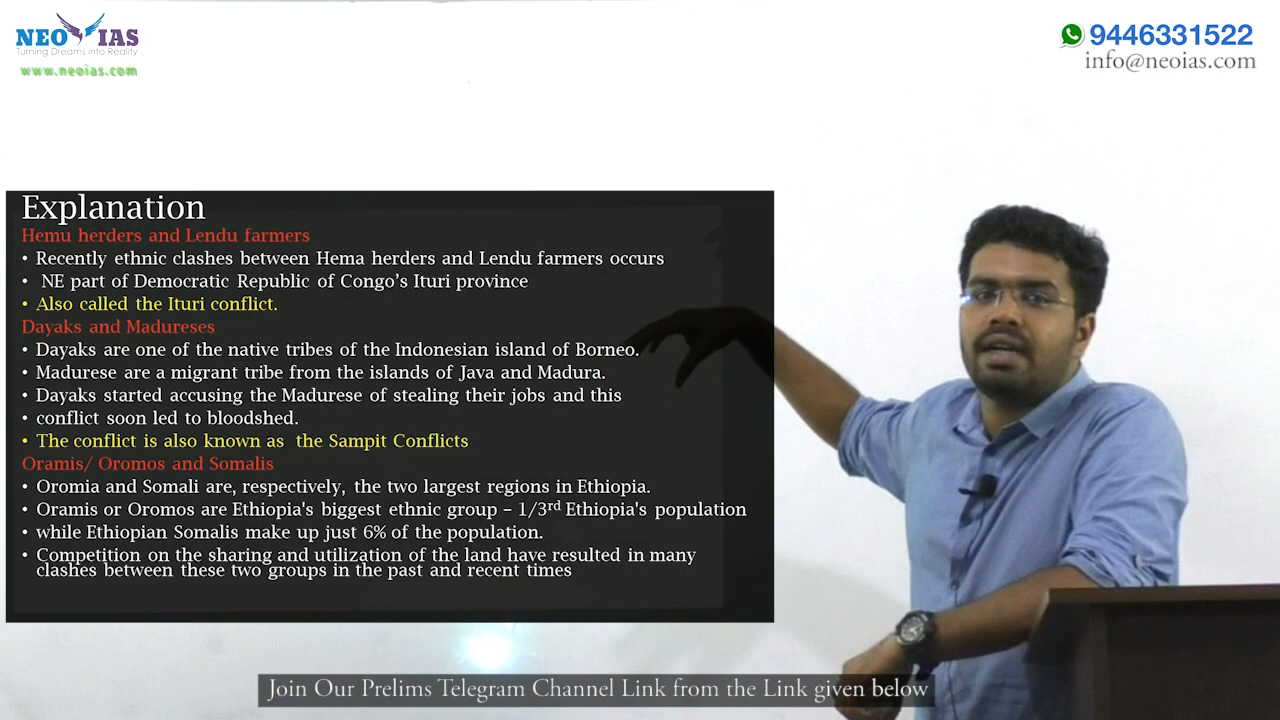 NEO IAS
Turning Dreams into Reality
www.neoias.com
9446331522
info@neoias.com
Explanation
Hemu herders and Lendu farmers
• Recently ethnic clashes between Hema herders and Lendu farmers occurs
• NE part of Democratic Republic of Congo's Ituri province
• Also called the Ituri conflict.
Dayaks and Madureses
• Dayaks are one of the native tribes of the Indonesian island of Borneo.
• Madurese are a migrant tribe from the islands of Java and Madura.
• Dayaks started accusing the Madurese of stealing their jobs and this
• conflict soon led to bloodshed.
• The conflict is also known as the Sampit Conflicts
Oramis/ Oromos and Somalis
• Oromia and Somali are, respectively, the two largest regions in Ethiopia.
• Oramis or Oromos are Ethiopia's biggest ethnic group – 1/3rd Ethiopia's population
• while Ethiopian Somalis make up just 6% of the population.
• Competition on the sharing and utilization of the land have resulted in many
clashes between these two groups in the past and recent times
Join Our Prelims Telegram Channel Link from the Link given below